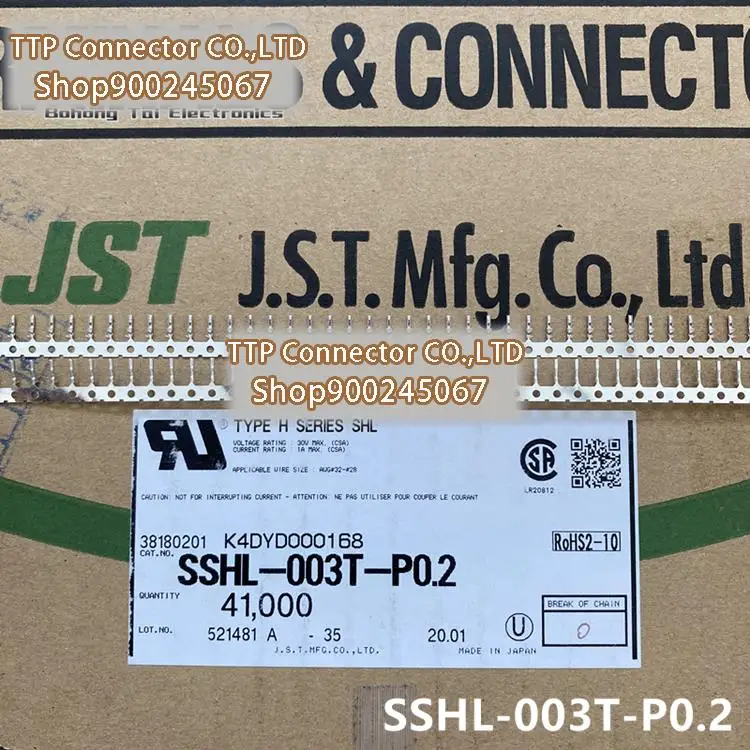 TTP Connector CO.,LTD
Shop900245067
& CONNECTO
Bohong Tai Electronics
JST J.S.T. Mfg. Co., Ltd
TTP Connector CO.,LTD
Shop900245067
TYPE H SERIES SHL
VOLTAGE RATING : 30V MAX. (CSA)
CURRENT RATING : 1A MAX. (CSA)
APPLICABLE WIRE SIZE : AWG#32-#28
LR20812
CAUTION: NOT FOR INTERRUPTING CURRENT - ATTENTION: NE PAS UTILISER POUR COUPER LE COURANT
38180201 K4DYD000168
RoHS2-10
CAT.NO. SSHL-003T-P0.2
QUANTITY 41,000
BREAK OF CHAIN
0
LOT.NO. 521481 A - 35 20.01 U
J.S.T.MFG.CO.,LTD. MADE IN JAPAN
SSHL-003T-P0.2